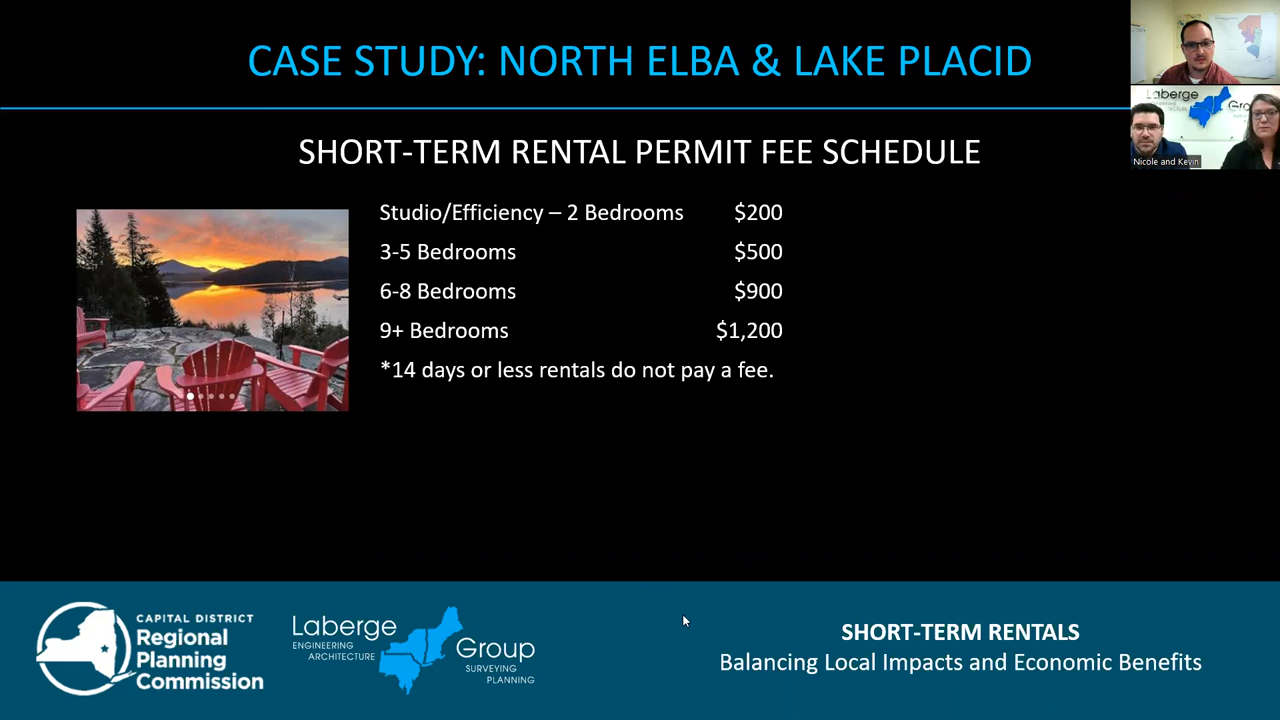 CASE STUDY: NORTH ELBA & LAKE PLACID
SHORT-TERM RENTAL PERMIT FEE SCHEDULE
Studio/Efficiency – 2 Bedrooms $200
3-5 Bedrooms $500
6-8 Bedrooms $900
9+ Bedrooms $1,200
*14 days or less rentals do not pay a fee.
Laberge
Group
Nicole and Kevin
CAPITAL DISTRICT
Regional
Planning
Commission
Laberge
ENGINEERING
ARCHITECTURE
Group
SURVEYING
PLANNING
SHORT-TERM RENTALS
Balancing Local Impacts and Economic Benefits